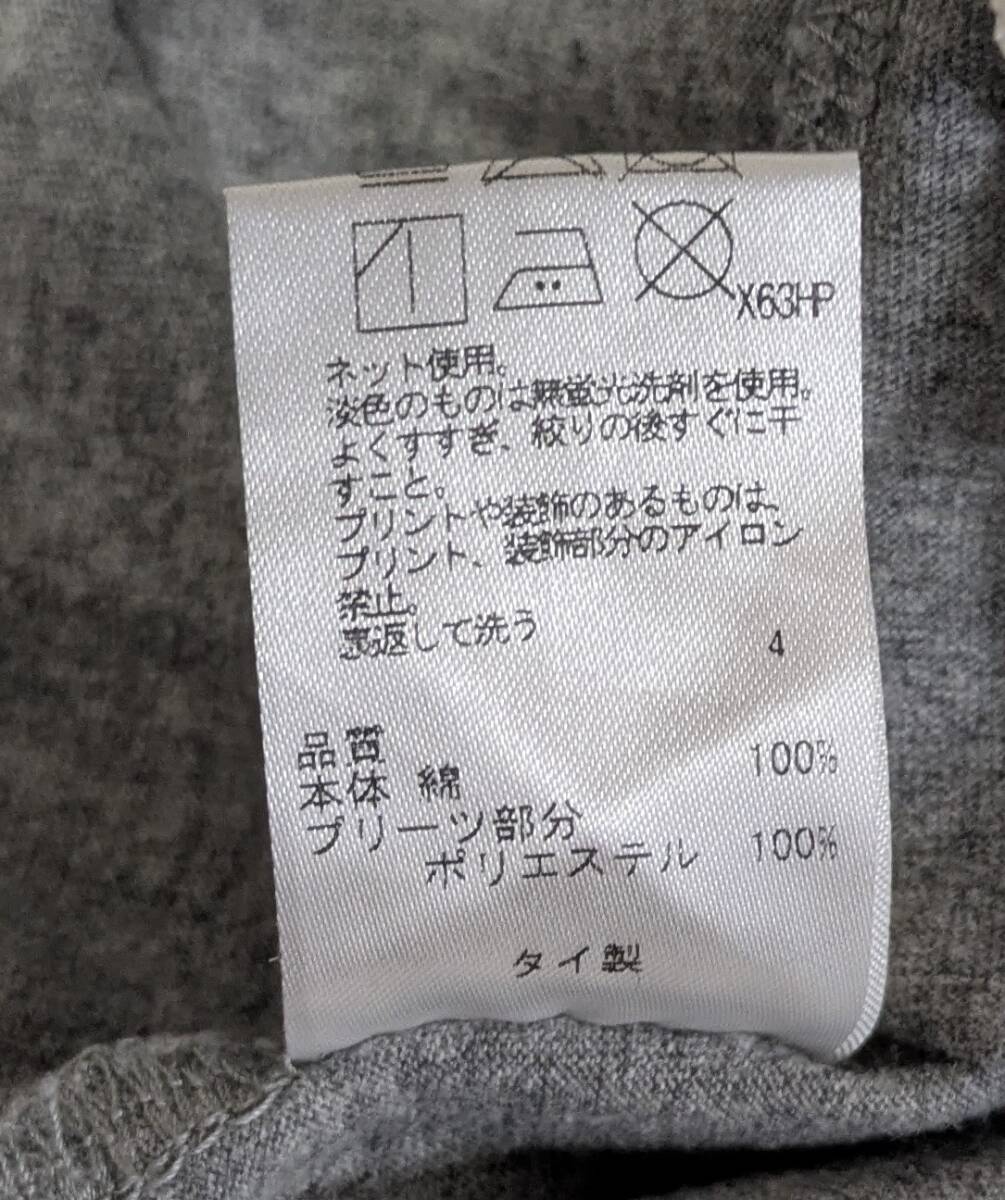 X63HP
ネット使用。
淡色のものは無蛍光洗剤を使用。
よくすすぎ、絞りの後すぐに干
すこと。
プリントや装飾のあるものは、
プリント、装飾部分のアイロン
禁止。
裏返して洗う
4
品質
本体 綿 100%
プリーツ部分
ポリエステル 100%
タイ製